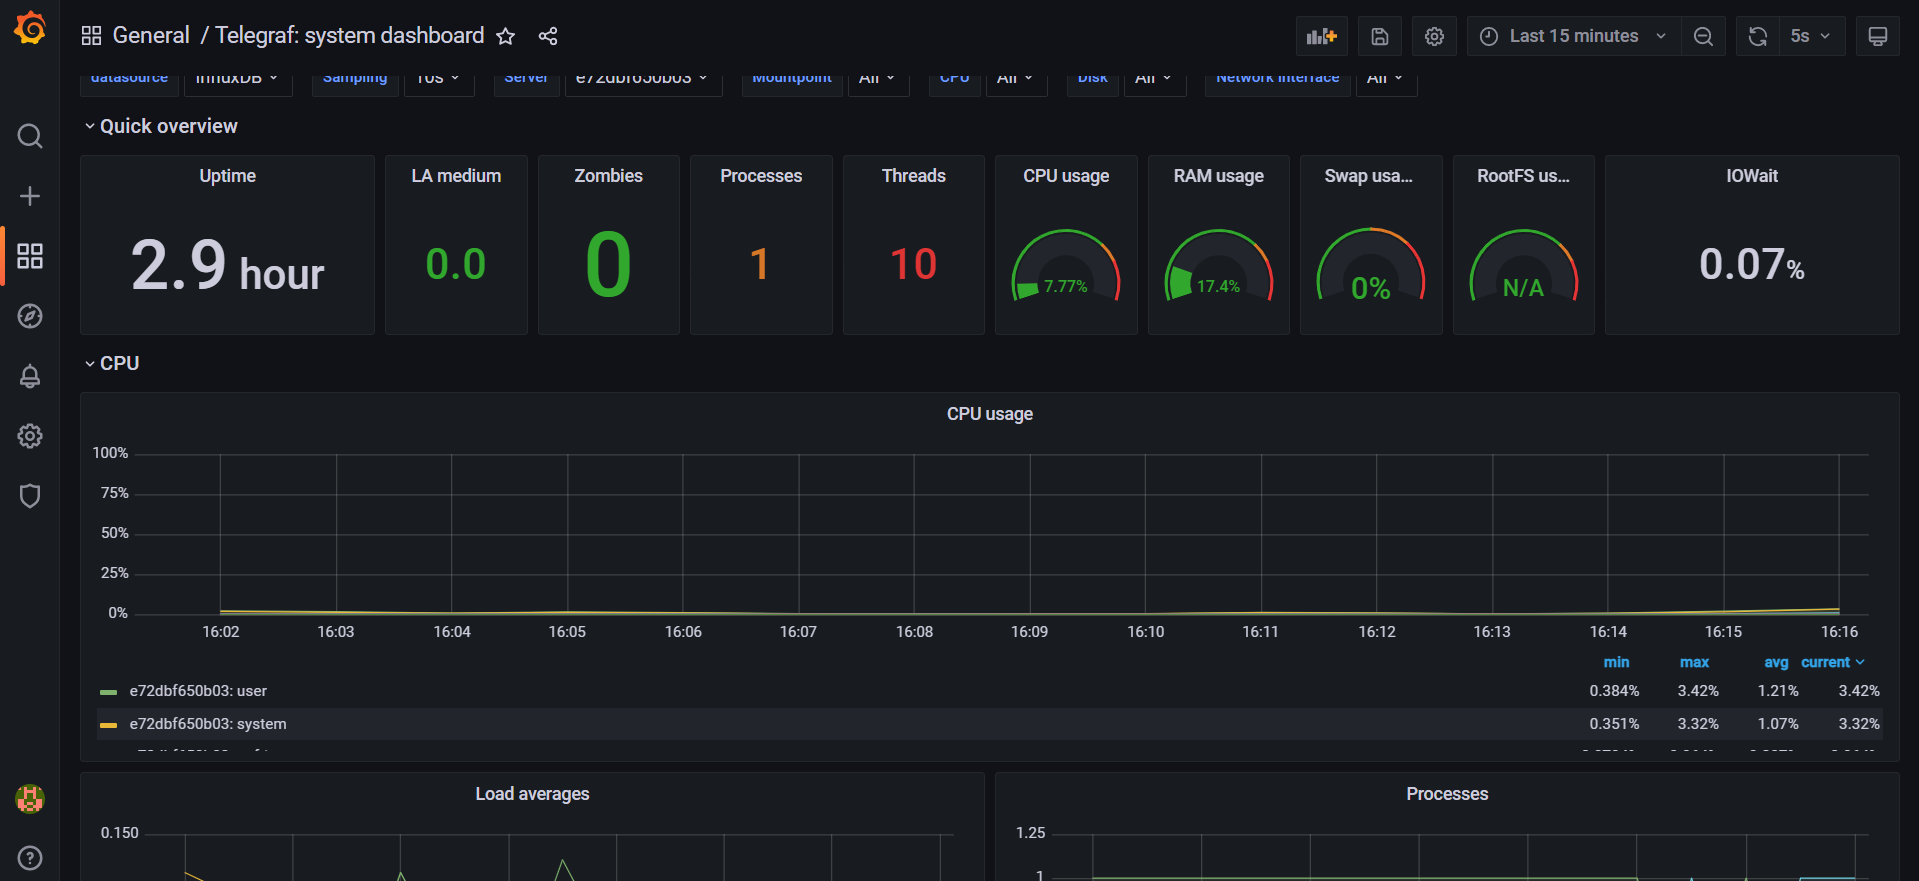 General / Telegraf: system dashboard
Last 15 minutes
5s
datasource InfluxDB Sampling 10s Server e72dbf650b03 Mountpoint All CPU All Disk All Network interface All
Quick overview
Uptime
2.9 hour
LA medium
0.0
Zombies
0
Processes
1
Threads
10
CPU usage
7.77%
RAM usage
17.4%
Swap usa...
0%
RootFS us...
N/A
IOWait
0.07%
CPU
CPU usage
100%
75%
50%
25%
0%
16:02 16:03 16:04 16:05 16:06 16:07 16:08 16:09 16:10 16:11 16:12 16:13 16:14 16:15 16:16
min max avg current
e72dbf650b03: user 0.384% 3.42% 1.21% 3.42%
e72dbf650b03: system 0.351% 3.32% 1.07% 3.32%
Load averages
0.150
Processes
1.25
1